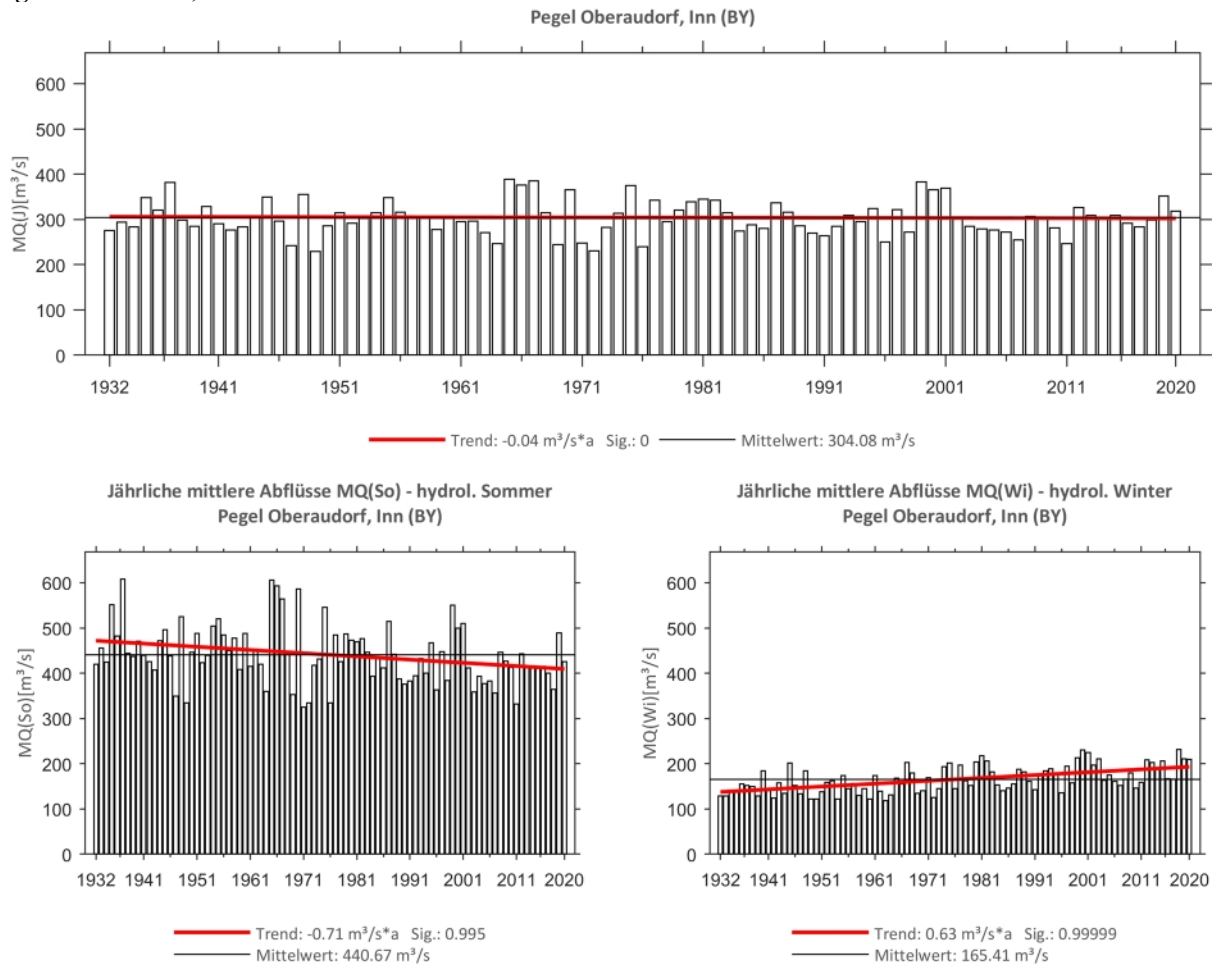 Pegel Oberaudorf, Inn (BY)
600
500
400
300
200
100
0
MQ(J)[m³/s]
1932 1941 1951 1961 1971 1981 1991 2001 2011 2020
Trend: -0.04 m³/s*a Sig.: 0 Mittelwert: 304.08 m³/s
Jährliche mittlere Abflüsse MQ(So) - hydrol. Sommer
Pegel Oberaudorf, Inn (BY)
600
500
400
300
200
100
0
MQ(So)[m³/s]
1932 1941 1951 1961 1971 1981 1991 2001 2011 2020
Trend: -0.71 m³/s*a Sig.: 0.995
Mittelwert: 440.67 m³/s
Jährliche mittlere Abflüsse MQ(Wi) - hydrol. Winter
Pegel Oberaudorf, Inn (BY)
600
500
400
300
200
100
0
MQ(Wi)[m³/s]
1932 1941 1951 1961 1971 1981 1991 2001 2011 2020
Trend: 0.63 m³/s*a Sig.: 0.99999
Mittelwert: 165.41 m³/s